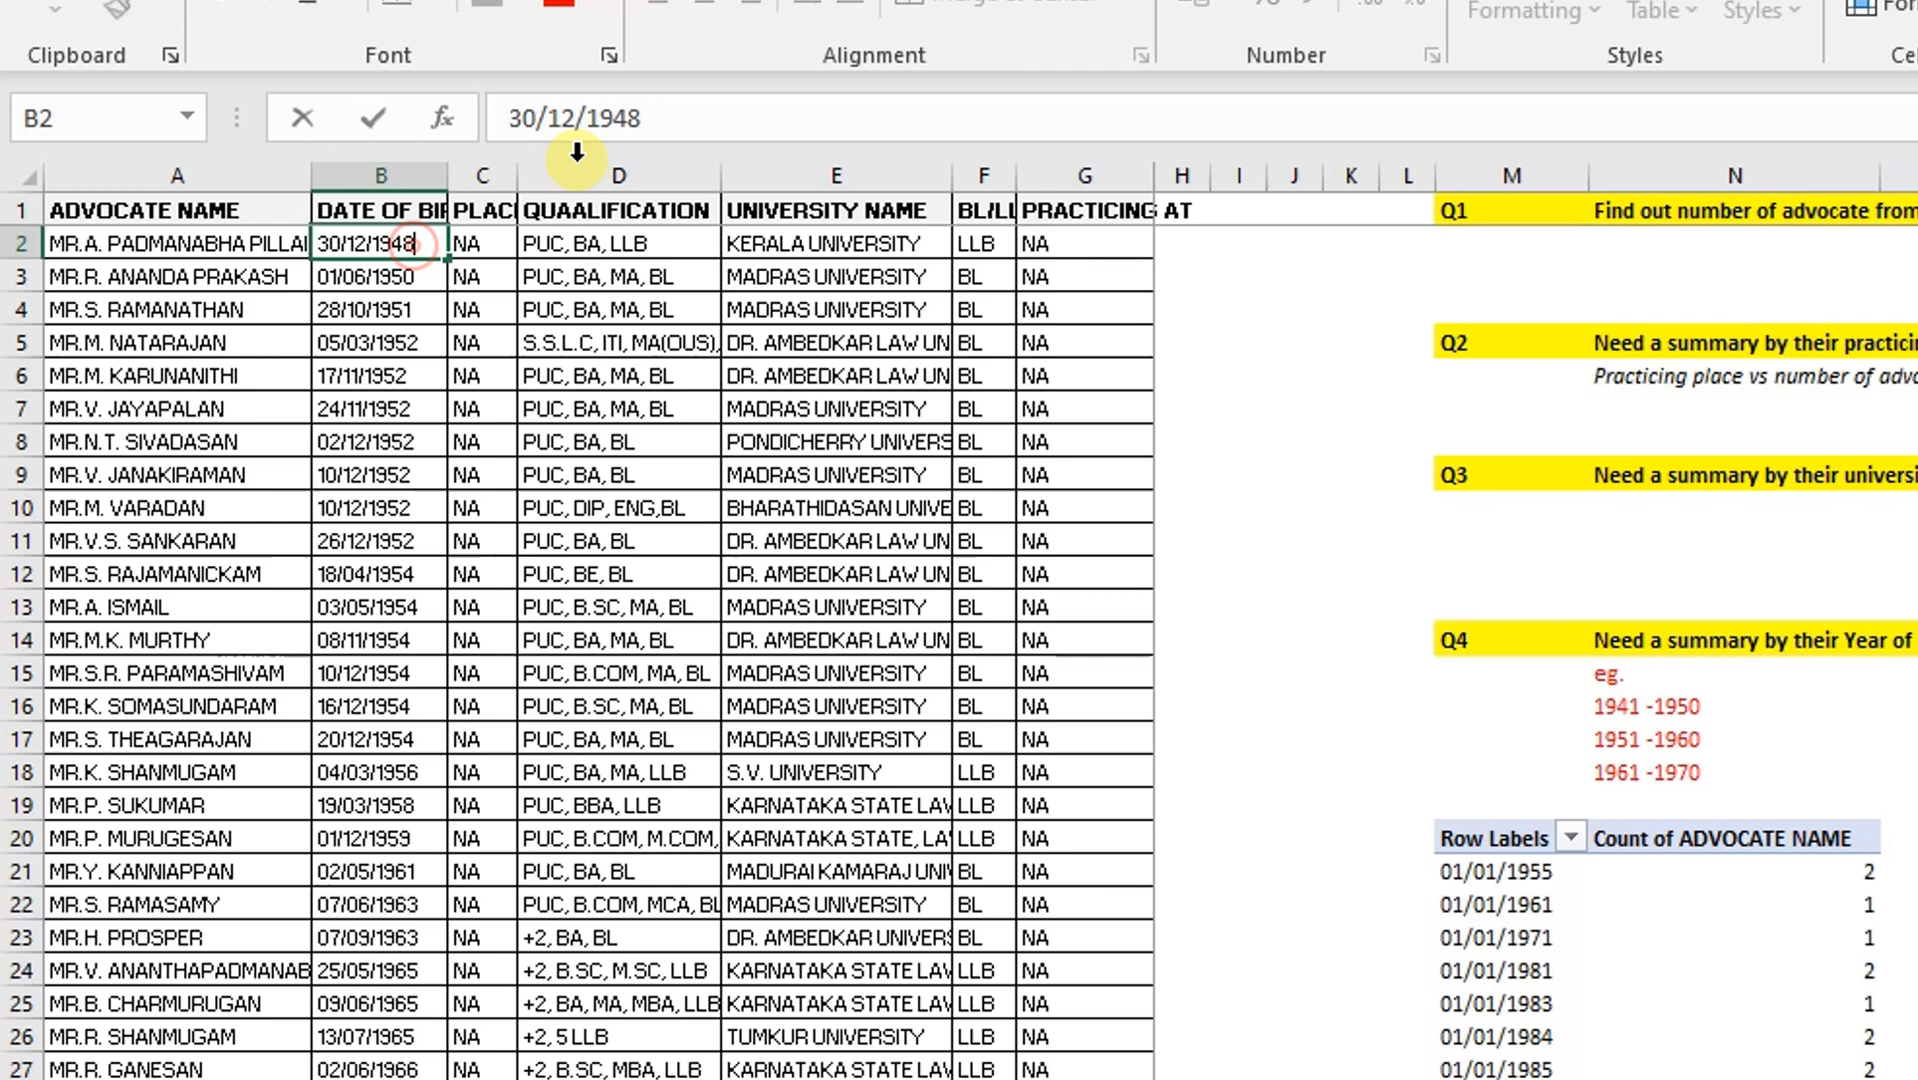 Formatting Table Styles
Clipboard Font Alignment Number Styles
B2 fx 30/12/1948
A B C D E F G H I J K L M N
1 ADVOCATE NAME DATE OF BIR PLAC QUAALIFICATION UNIVERSITY NAME BL/LL PRACTICING AT Q1 Find out number of advocate from
2 MR.A. PADMANABHA PILLAI 30/12/1948 NA PUC, BA, LLB KERALA UNIVERSITY LLB NA
3 MR.R. ANANDA PRAKASH 01/06/1950 NA PUC, BA, MA, BL MADRAS UNIVERSITY BL NA
4 MR.S. RAMANATHAN 28/10/1951 NA PUC, BA, MA, BL MADRAS UNIVERSITY BL NA
5 MR.M. NATARAJAN 05/03/1952 NA S.S.L.C, ITI, MA(OUS), DR. AMBEDKAR LAW UN BL NA Q2 Need a summary by their practicin
6 MR.M. KARUNANITHI 17/11/1952 NA PUC, BA, MA, BL DR. AMBEDKAR LAW UN BL NA Practicing place vs number of advo
7 MR.V. JAYAPALAN 24/11/1952 NA PUC, BA, MA, BL MADRAS UNIVERSITY BL NA
8 MR.N.T. SIVADASAN 02/12/1952 NA PUC, BA, BL PONDICHERRY UNIVERS BL NA
9 MR.V. JANAKIRAMAN 10/12/1952 NA PUC, BA, BL MADRAS UNIVERSITY BL NA Q3 Need a summary by their universi
10 MR.M. VARADAN 10/12/1952 NA PUC, DIP, ENG,BL BHARATHIDASAN UNIVE BL NA
11 MR.V.S. SANKARAN 26/12/1952 NA PUC, BA, BL DR. AMBEDKAR LAW UN BL NA
12 MR.S. RAJAMANICKAM 18/04/1954 NA PUC, BE, BL DR. AMBEDKAR LAW UN BL NA
13 MR.A. ISMAIL 03/05/1954 NA PUC, B.SC, MA, BL MADRAS UNIVERSITY BL NA
14 MR.M.K. MURTHY 08/11/1954 NA PUC, BA, MA, BL DR. AMBEDKAR LAW UN BL NA Q4 Need a summary by their Year of
15 MR.S.R. PARAMASHIVAM 10/12/1954 NA PUC, B.COM, MA, BL MADRAS UNIVERSITY BL NA eg.
16 MR.K. SOMASUNDARAM 16/12/1954 NA PUC, B.SC, MA, BL MADRAS UNIVERSITY BL NA 1941 -1950
17 MR.S. THEAGARAJAN 20/12/1954 NA PUC, BA, MA, BL MADRAS UNIVERSITY BL NA 1951 -1960
18 MR.K. SHANMUGAM 04/03/1956 NA PUC, BA, MA, LLB S.V. UNIVERSITY LLB NA 1961 -1970
19 MR.P. SUKUMAR 19/03/1958 NA PUC, BBA, LLB KARNATAKA STATE LAW LLB NA
20 MR.P. MURUGESAN 01/12/1959 NA PUC, B.COM, M.COM, KARNATAKA STATE, LA LLB NA Row Labels Count of ADVOCATE NAME
21 MR.Y. KANNIAPPAN 02/05/1961 NA PUC, BA, BL MADURAI KAMARAJ UNI BL NA 01/01/1955 2
22 MR.S. RAMASAMY 07/06/1963 NA PUC, B.COM, MCA, BL MADRAS UNIVERSITY BL NA 01/01/1961 1
23 MR.H. PROSPER 07/09/1963 NA +2, BA, BL DR. AMBEDKAR UNIVERS BL NA 01/01/1971 1
24 MR.V. ANANTHAPADMANAB 25/05/1965 NA +2, B.SC, M.SC, LLB KARNATAKA STATE LAW LLB NA 01/01/1981 2
25 MR.B. CHARMURUGAN 09/06/1965 NA +2, BA, MA, MBA, LLB KARNATAKA STATE LAW LLB NA 01/01/1983 1
26 MR.R. SHANMUGAM 13/07/1965 NA +2, 5 LLB TUMKUR UNIVERSITY LLB NA 01/01/1984 2
27 MR.R. GANESAN 02/06/1966 NA +2, B.SC, MBA, LLB KARNATAKA STATE LAW LLB NA 01/01/1985 2